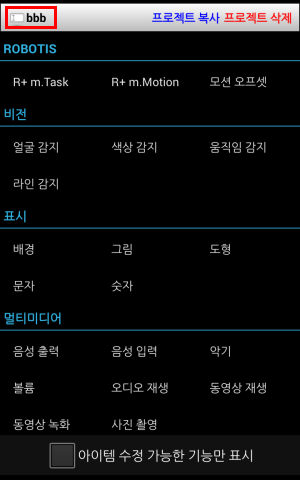 bbb 프로젝트 복사 프로젝트 삭제
ROBOTIS
R+ m.Task R+ m.Motion 모션 오프셋
비전
얼굴 감지 색상 감지 움직임 감지
라인 감지
표시
배경 그림 도형
문자 숫자
멀티미디어
음성 출력 음성 입력 악기
볼륨 오디오 재생 동영상 재생
동영상 녹화 사진 촬영
아이템 수정 가능한 기능만 표시